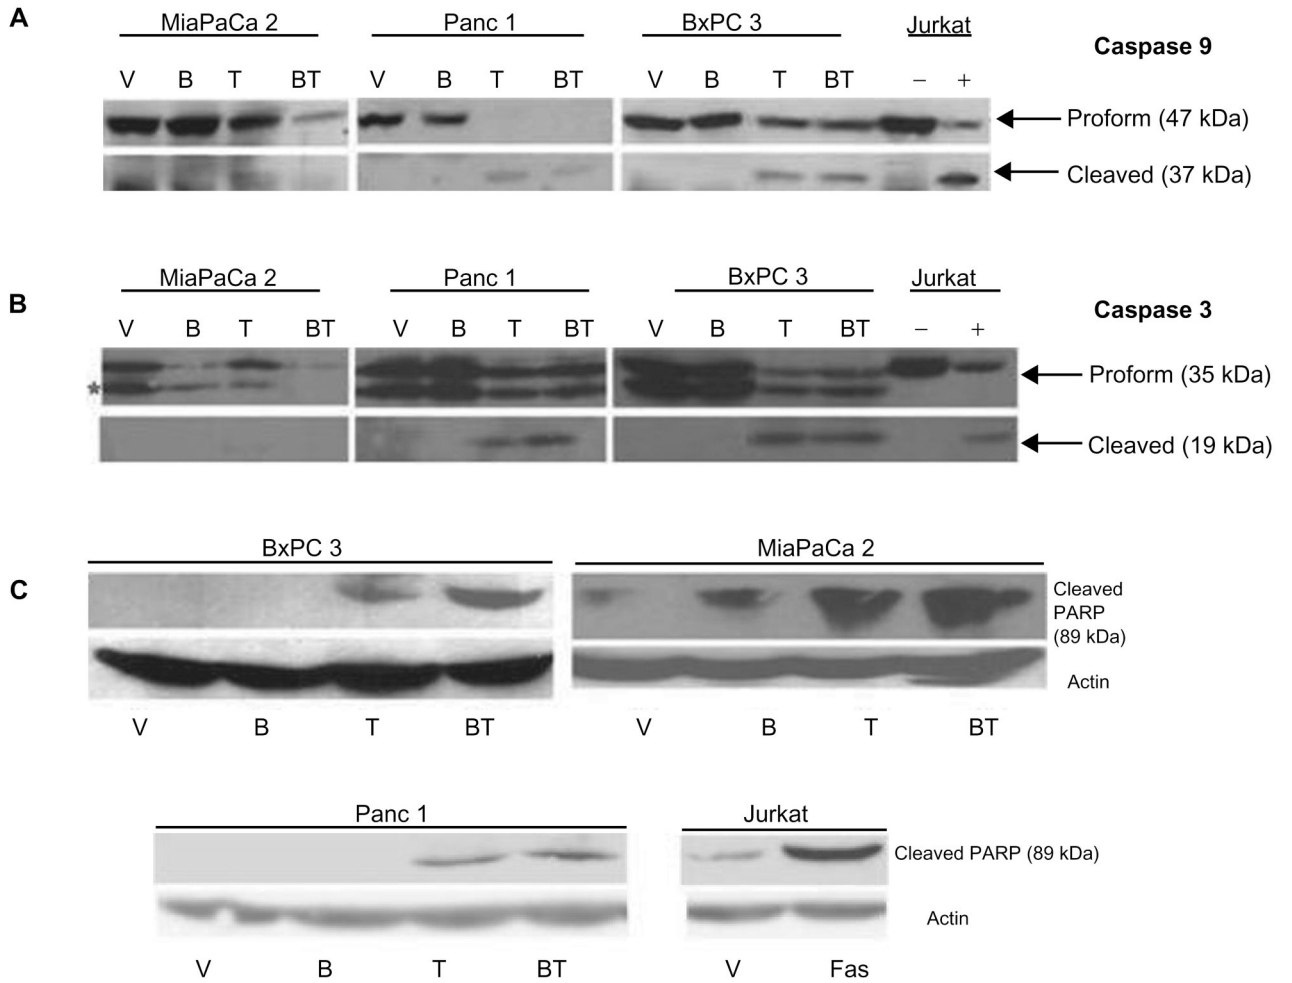 A
MiaPaCa 2 Panc 1 BxPC 3 Jurkat
Caspase 9
V B T BT V B T BT V B T BT − +
Proform (47 kDa)
Cleaved (37 kDa)
B
MiaPaCa 2 Panc 1 BxPC 3 Jurkat
Caspase 3
V B T BT V B T BT V B T BT − +
Proform (35 kDa)
*
Cleaved (19 kDa)
C
BxPC 3 MiaPaCa 2
Cleaved
PARP
(89 kDa)
Actin
V B T BT V B T BT
Panc 1 Jurkat
Cleaved PARP (89 kDa)
Actin
V B T BT V Fas